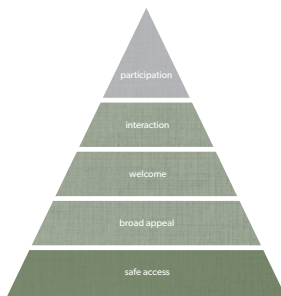 participation
interaction
welcome
broad appeal
safe access